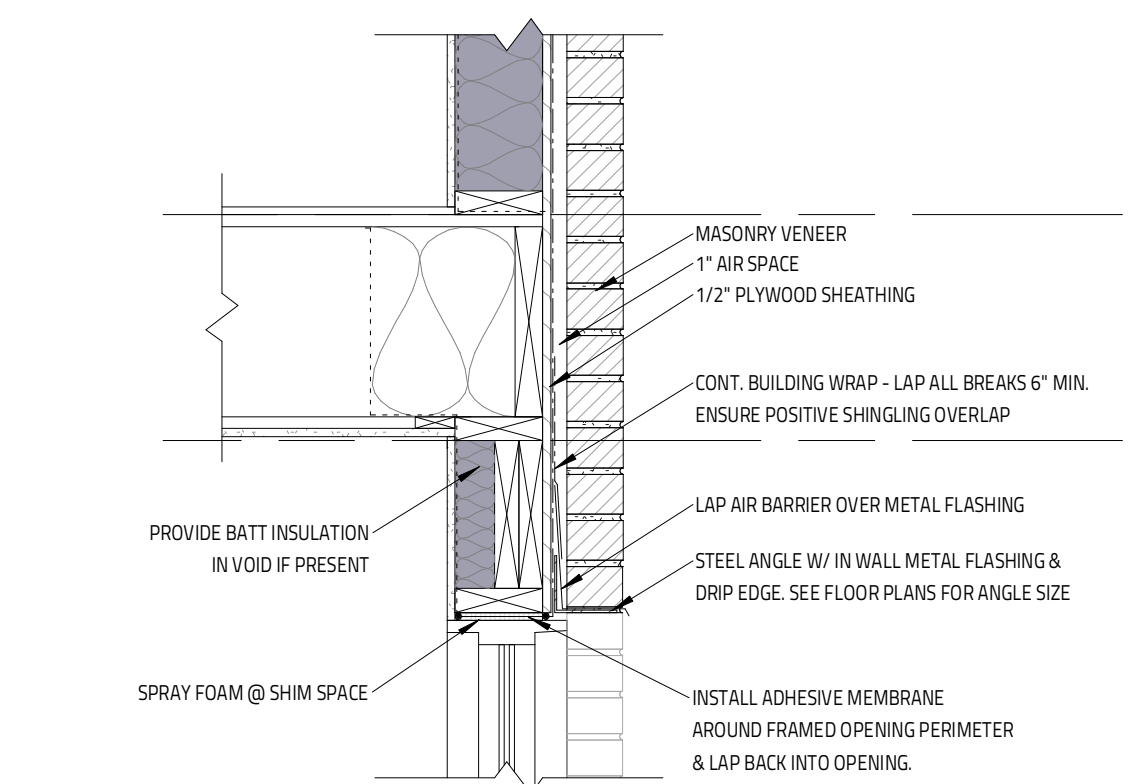 MASONRY VENEER
1" AIR SPACE
1/2" PLYWOOD SHEATHING
CONT. BUILDING WRAP - LAP ALL BREAKS 6" MIN.
ENSURE POSITIVE SHINGLING OVERLAP
LAP AIR BARRIER OVER METAL FLASHING
PROVIDE BATT INSULATION
IN VOID IF PRESENT
STEEL ANGLE W/ IN WALL METAL FLASHING &
DRIP EDGE. SEE FLOOR PLANS FOR ANGLE SIZE
SPRAY FOAM @ SHIM SPACE
INSTALL ADHESIVE MEMBRANE
AROUND FRAMED OPENING PERIMETER
& LAP BACK INTO OPENING.